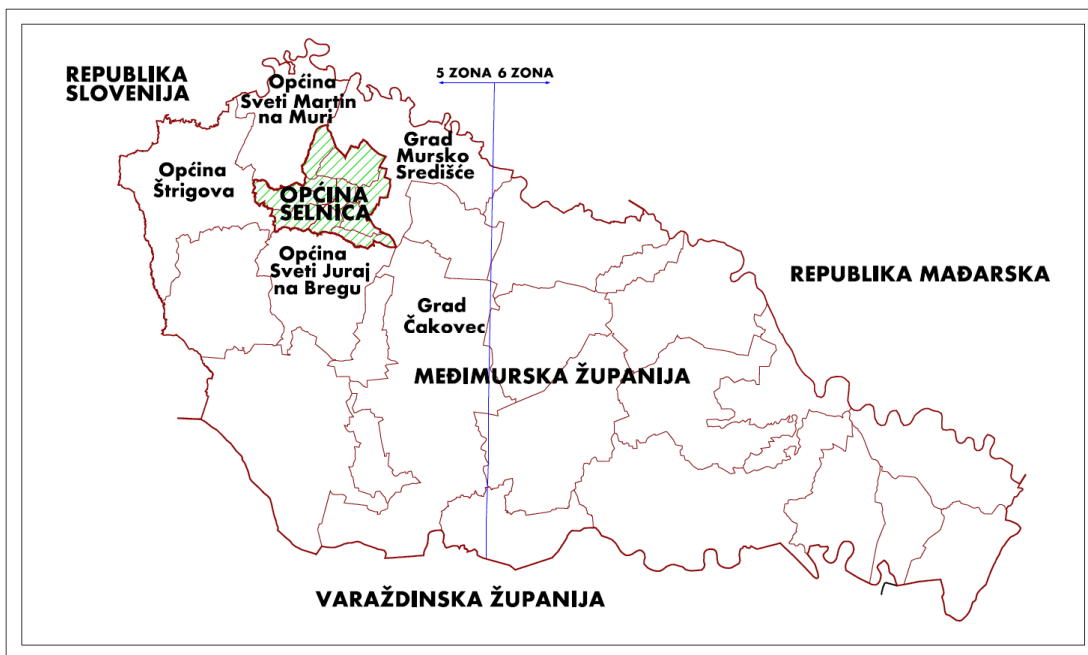 REPUBLIKA
SLOVENIJA
5 ZONA 6 ZONA
Općina
Sveti Martin
na Muri
Grad
Mursko
Središće
Općina
Štrigova
OPĆINA
SELNICA
Općina
Sveti Juraj
na Bregu
REPUBLIKA MAĐARSKA
Grad
Čakovec
MEĐIMURSKA ŽUPANIJA
VARAŽDINSKA ŽUPANIJA